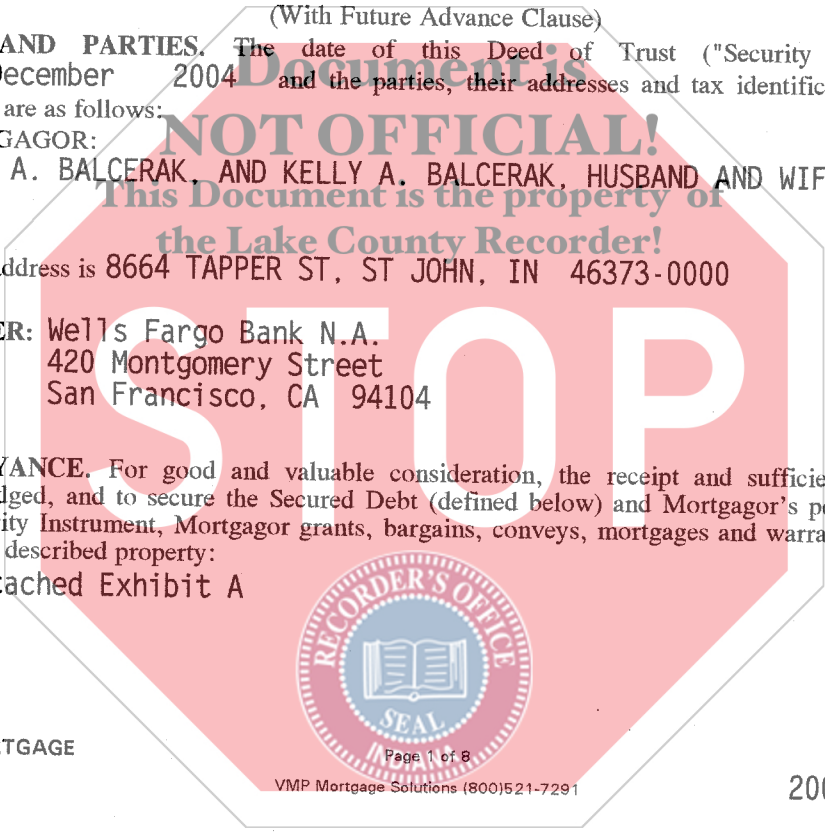 (With Future Advance Clause)
AND PARTIES. The date of this Deed of Trust ("Security
December 2004 and the parties, their addresses and tax identific
are as follows:
GAGOR:
A. BALCERAK, AND KELLY A. BALCERAK, HUSBAND AND WIF
Document is
NOT OFFICIAL!
This Document is the property of
the Lake County Recorder!
address is 8664 TAPPER ST, ST JOHN, IN 46373-0000
ER: Wells Fargo Bank N.A.
420 Montgomery Street
San Francisco, CA 94104
STOP
YANCE. For good and valuable consideration, the receipt and sufficie
dged, and to secure the Secured Debt (defined below) and Mortgagor's pe
ity Instrument, Mortgagor grants, bargains, conveys, mortgages and warra
described property:
tached Exhibit A
RECORDER'S OFFICE
SEAL
INDIANA
TGAGE
Page 1 of 8
VMP Mortgage Solutions (800)521-7291
200